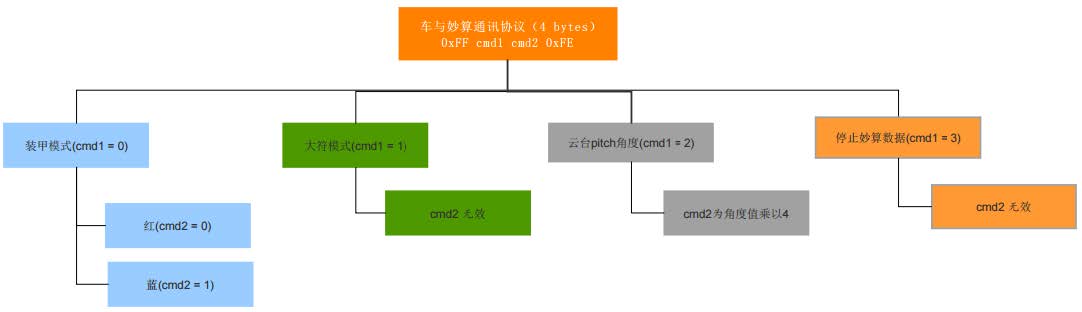 车与妙算通讯协议（4 bytes）
0xFF cmd1 cmd2 0xFE
装甲模式(cmd1 = 0)
大符模式(cmd1 = 1)
云台pitch角度(cmd1 = 2)
停止妙算数据(cmd1 = 3)
红(cmd2 = 0)
cmd2 无效
cmd2为角度值乘以4
cmd2 无效
蓝(cmd2 = 1)